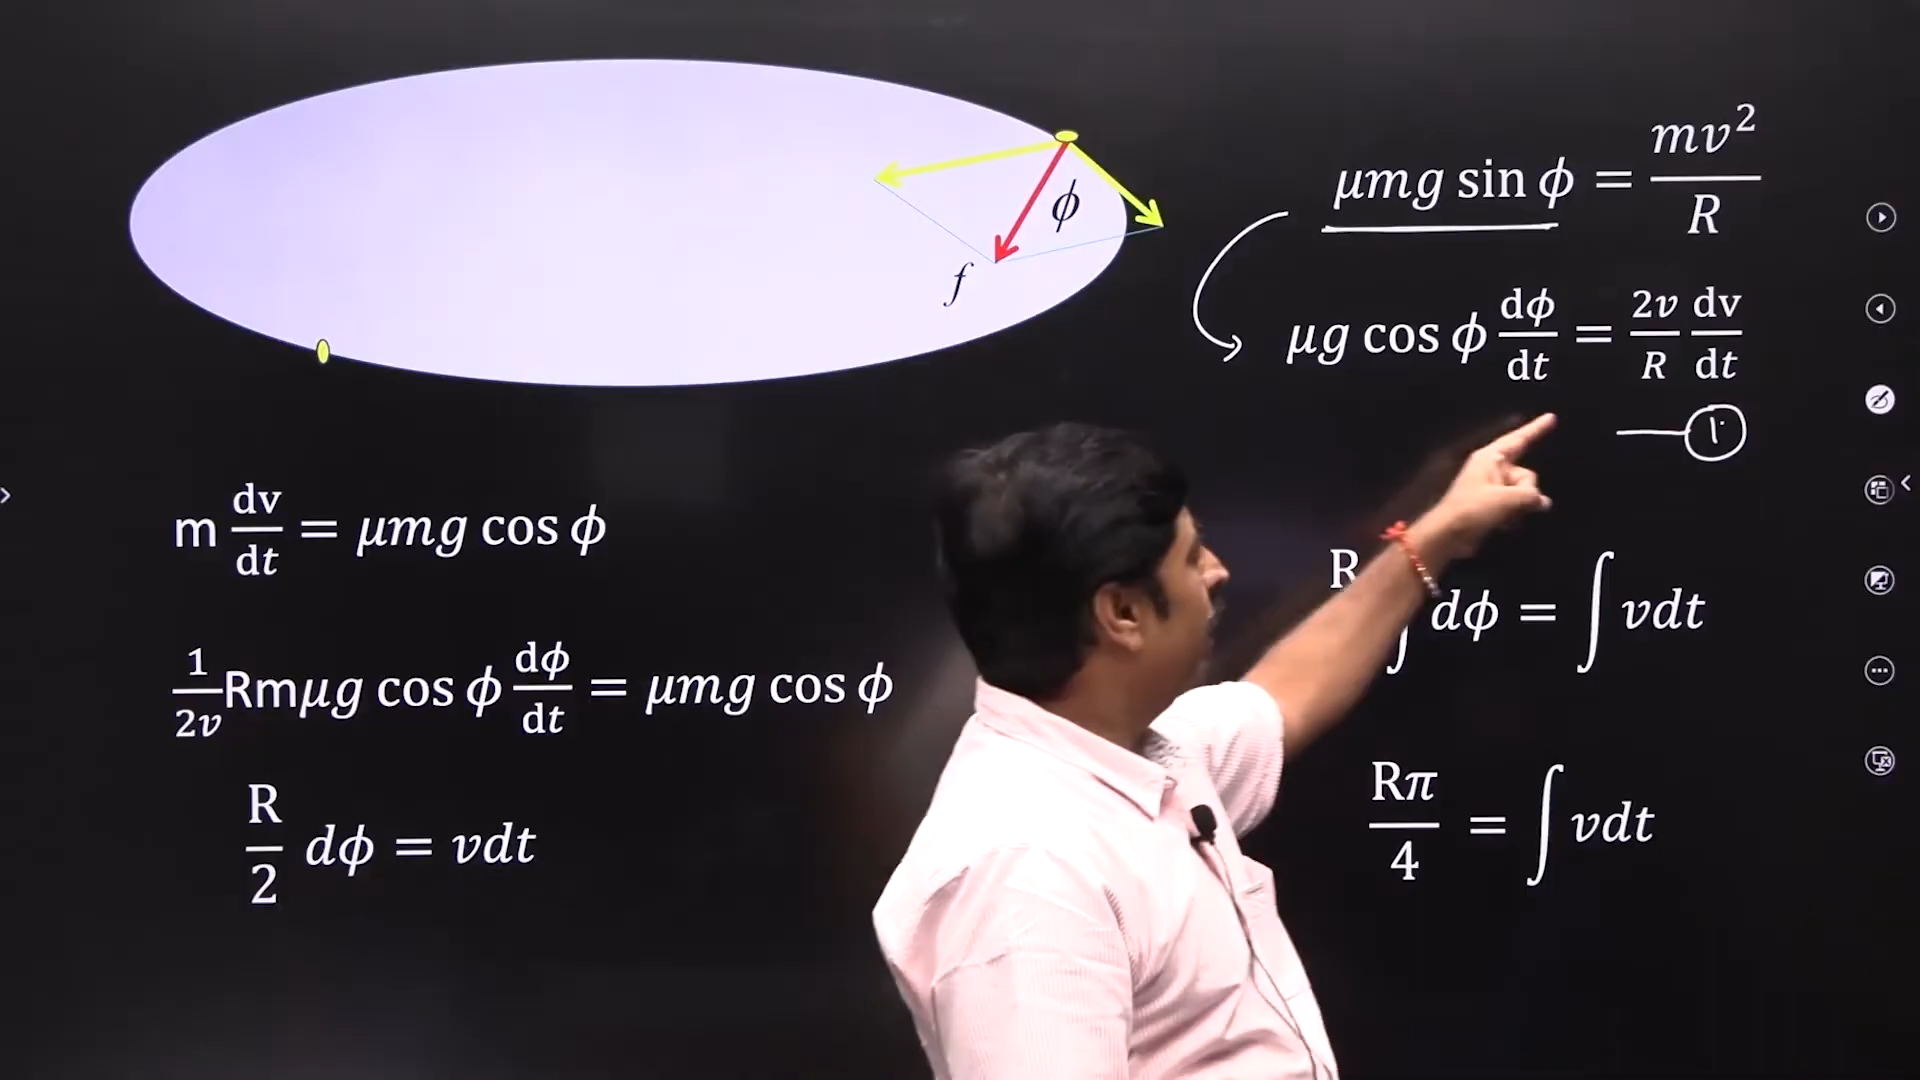 ϕ
f
μmg sin ϕ = mv²/R
μg cos ϕ dϕ/dt = 2v/R dv/dt
— ①
m dv/dt = μmg cos ϕ
1/2v Rmμg cos ϕ dϕ/dt = μmg cos ϕ
R/2 dϕ = vdt
R
∫ dϕ = ∫ vdt
Rπ/4 = ∫ vdt